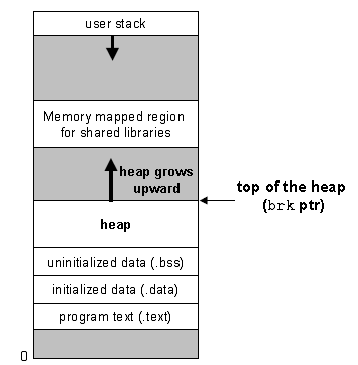 user stack
Memory mapped region
for shared libraries
heap grows
upward
top of the heap
(brk ptr)
heap
uninitialized data (.bss)
initialized data (.data)
program text (.text)
0